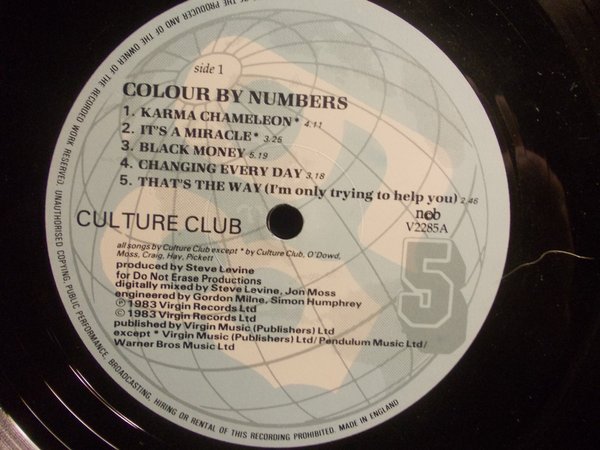 side 1
COLOUR BY NUMBERS
1. KARMA CHAMELEON* 4.11
2. IT'S A MIRACLE* 3.25
3. BLACK MONEY 5.19
4. CHANGING EVERY DAY 3.18
5. THAT'S THE WAY (I'm only trying to help you) 2.46
ncb
V2285A
CULTURE CLUB
5
all songs by Culture Club except * by Culture Club, O'Dowd,
Moss, Craig, Hay, Pickett
produced by Steve Levine
for Do Not Erase Productions
digitally mixed by Steve Levine, Jon Moss
engineered by Gordon Milne, Simon Humphrey
℗ 1983 Virgin Records Ltd
© 1983 Virgin Records Ltd
published by Virgin Music (Publishers) Ltd
except * Virgin Music (Publishers) Ltd/ Pendulum Music Ltd/
Warner Bros Music Ltd
OF THE PRODUCER AND OF THE OWNER OF THE RECORDED WORK RESERVED. UNAUTHORISED COPYING, PUBLIC PERFORMANCE, BROADCASTING, HIRING OR RENTAL OF THIS RECORDING PROHIBITED. MADE IN ENGLAND